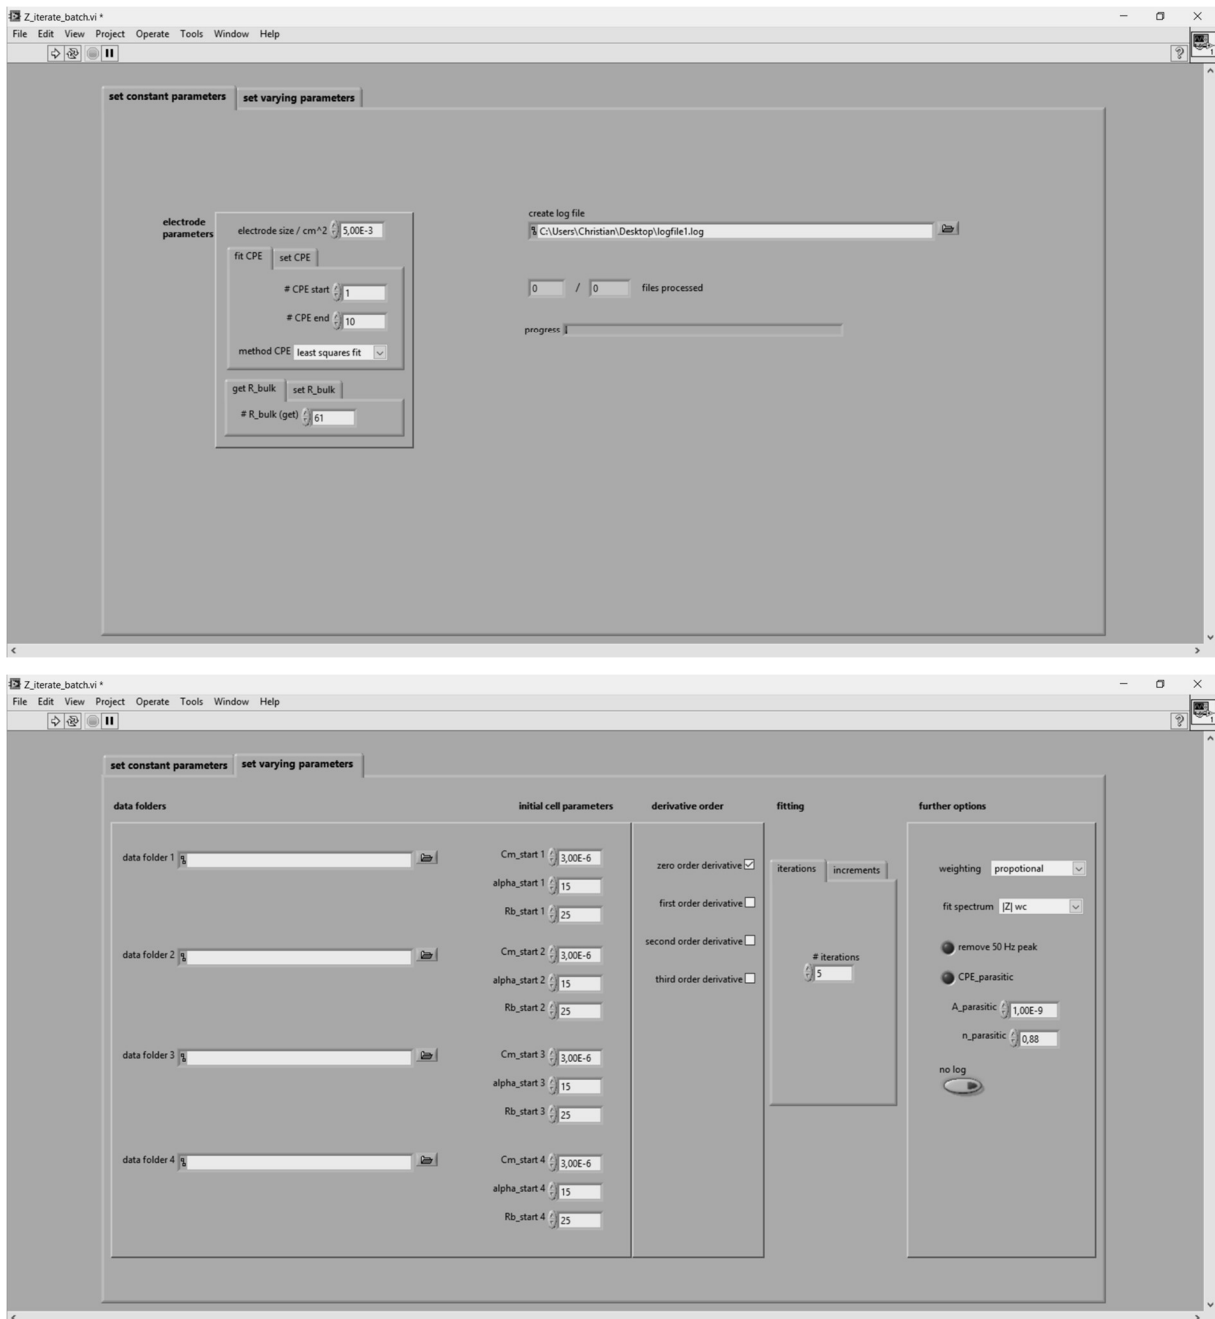 Z_iterate_batch.vi *
File Edit View Project Operate Tools Window Help
set constant parameters set varying parameters
electrode parameters
electrode size / cm^2 5,00E-3
fit CPE set CPE
# CPE start 1
# CPE end 10
method CPE least squares fit
get R_bulk set R_bulk
# R_bulk (get) 61
create log file
C:\Users\Christian\Desktop\logfile1.log
0 / 0 files processed
progress
Z_iterate_batch.vi *
File Edit View Project Operate Tools Window Help
set constant parameters set varying parameters
data folders initial cell parameters derivative order fitting further options
data folder 1
Cm_start 1 3,00E-6
alpha_start 1 15
Rb_start 1 25
data folder 2
Cm_start 2 3,00E-6
alpha_start 2 15
Rb_start 2 25
data folder 3
Cm_start 3 3,00E-6
alpha_start 3 15
Rb_start 3 25
data folder 4
Cm_start 4 3,00E-6
alpha_start 4 15
Rb_start 4 25
zero order derivative
first order derivative
second order derivative
third order derivative
iterations increments
# iterations
5
weighting propotional
fit spectrum |Z| wc
remove 50 Hz peak
CPE_parasitic
A_parasitic 1,00E-9
n_parasitic 0,88
no log